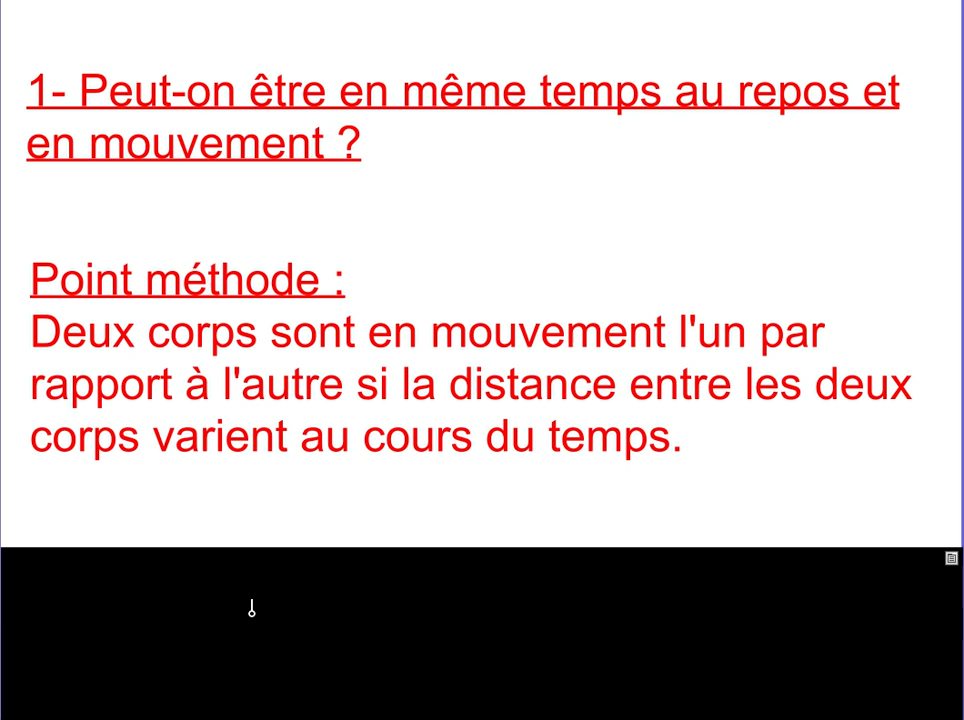 1- Peut-on être en même temps au repos et
en mouvement ?
Point méthode :
Deux corps sont en mouvement l'un par
rapport à l'autre si la distance entre les deux
corps varient au cours du temps.